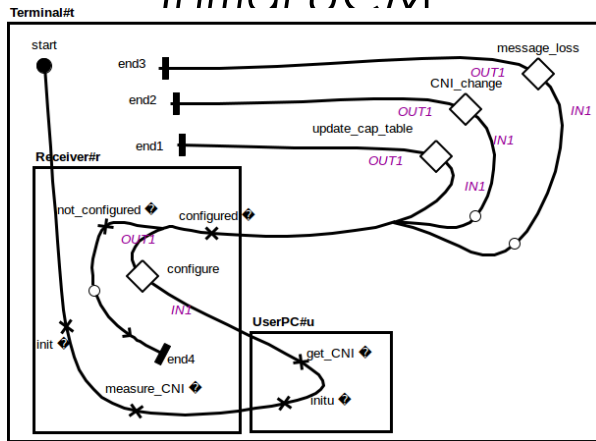 InitialUCM
Terminal#t
start
message_loss
end3
OUT1
CNI_change
end2
OUT1
IN1
update_cap_table
IN1
end1
OUT1
Receiver#r
IN1
not_configured �
configured �
OUT1
configure
IN1
UserPC#u
init �
end4
get_CNI �
measure_CNI �
initu �